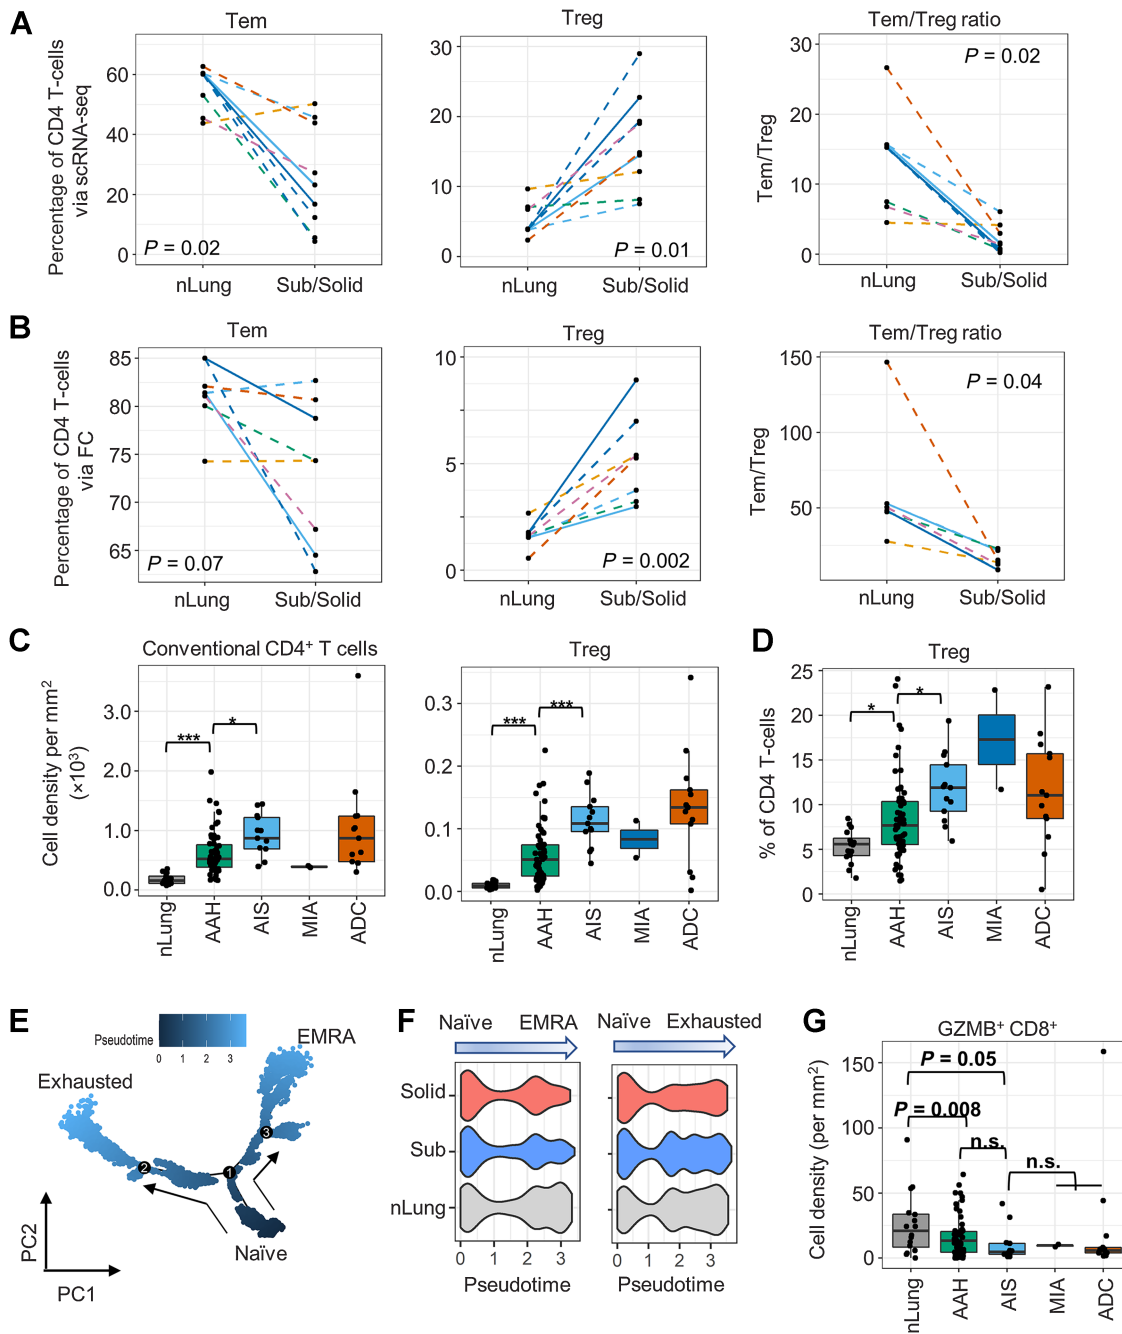 A
Tem
Percentage of CD4 T-cells
via scRNA-seq
60
40
20
0
P = 0.02
nLung
Sub/Solid
Treg
30
20
10
0
P = 0.01
nLung
Sub/Solid
Tem/Treg ratio
Tem/Treg
30
20
10
0
P = 0.02
nLung
Sub/Solid
B
Tem
Percentage of CD4 T-cells
via FC
85
80
75
70
65
P = 0.07
nLung
Sub/Solid
Treg
10
5
0
P = 0.002
nLung
Sub/Solid
Tem/Treg ratio
Tem/Treg
150
100
50
P = 0.04
nLung
Sub/Solid
C
Conventional CD4⁺ T cells
Cell density per mm²
(×10³)
3.0
2.0
1.0
0.0
***
*
nLung
AAH
AIS
MIA
ADC
Treg
0.3
0.2
0.1
0.0
***
***
nLung
AAH
AIS
MIA
ADC
D
Treg
% of CD4 T-cells
25
20
15
10
5
0
*
*
nLung
AAH
AIS
MIA
ADC
E
Pseudotime
0 1 2 3
EMRA
Exhausted
3
2
1
Naïve
PC2
PC1
F
Naïve EMRA
Naïve Exhausted
Solid
Sub
nLung
0 1 2 3
Pseudotime
0 1 2 3
Pseudotime
G
GZMB⁺ CD8⁺
Cell density (per mm²)
150
100
50
0
P = 0.05
P = 0.008
n.s.
n.s.
nLung
AAH
AIS
MIA
ADC